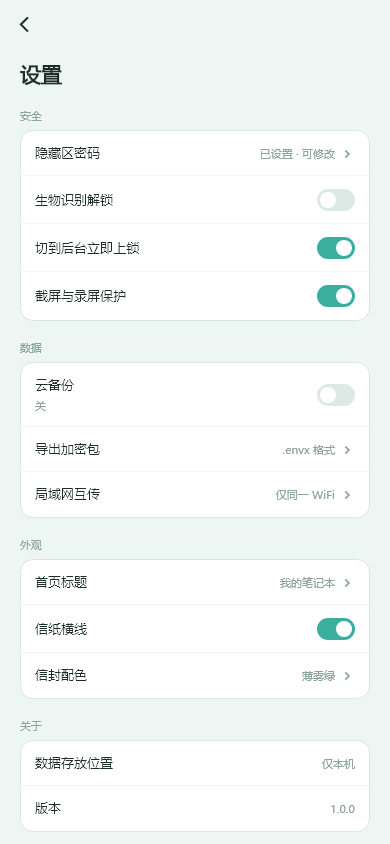 设置
安全
隐藏区密码 已设置 · 可修改
生物识别解锁
切到后台立即上锁
截屏与录屏保护
数据
云备份
关
导出加密包 .envx 格式
局域网互传 仅同一 WiFi
外观
首页标题 我的笔记本
信纸横线
信封配色 薄雾绿
关于
数据存放位置 仅本机
版本 1.0.0